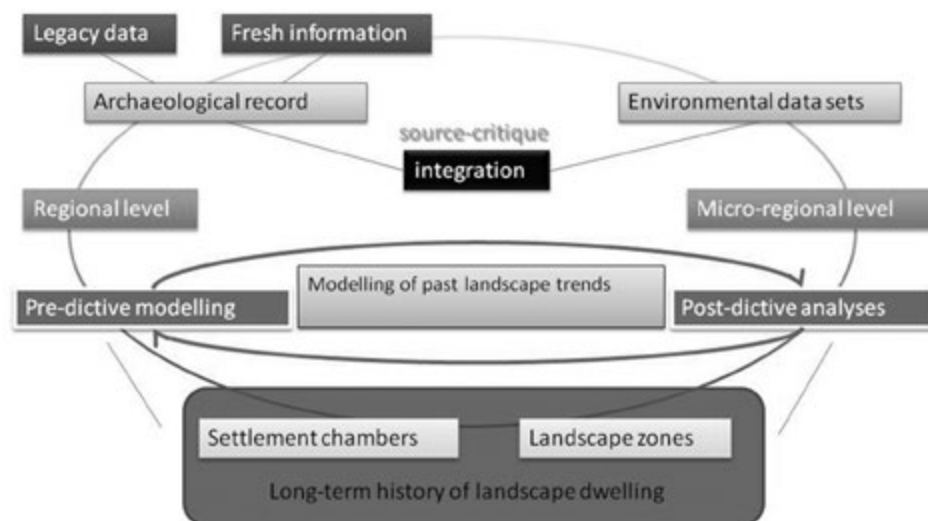 Legacy data
Fresh information
Archaeological record
Environmental data sets
source-critique
integration
Regional level
Micro-regional level
Modelling of past landscape trends
Pre-dictive modelling
Post-dictive analyses
Settlement chambers
Landscape zones
Long-term history of landscape dwelling